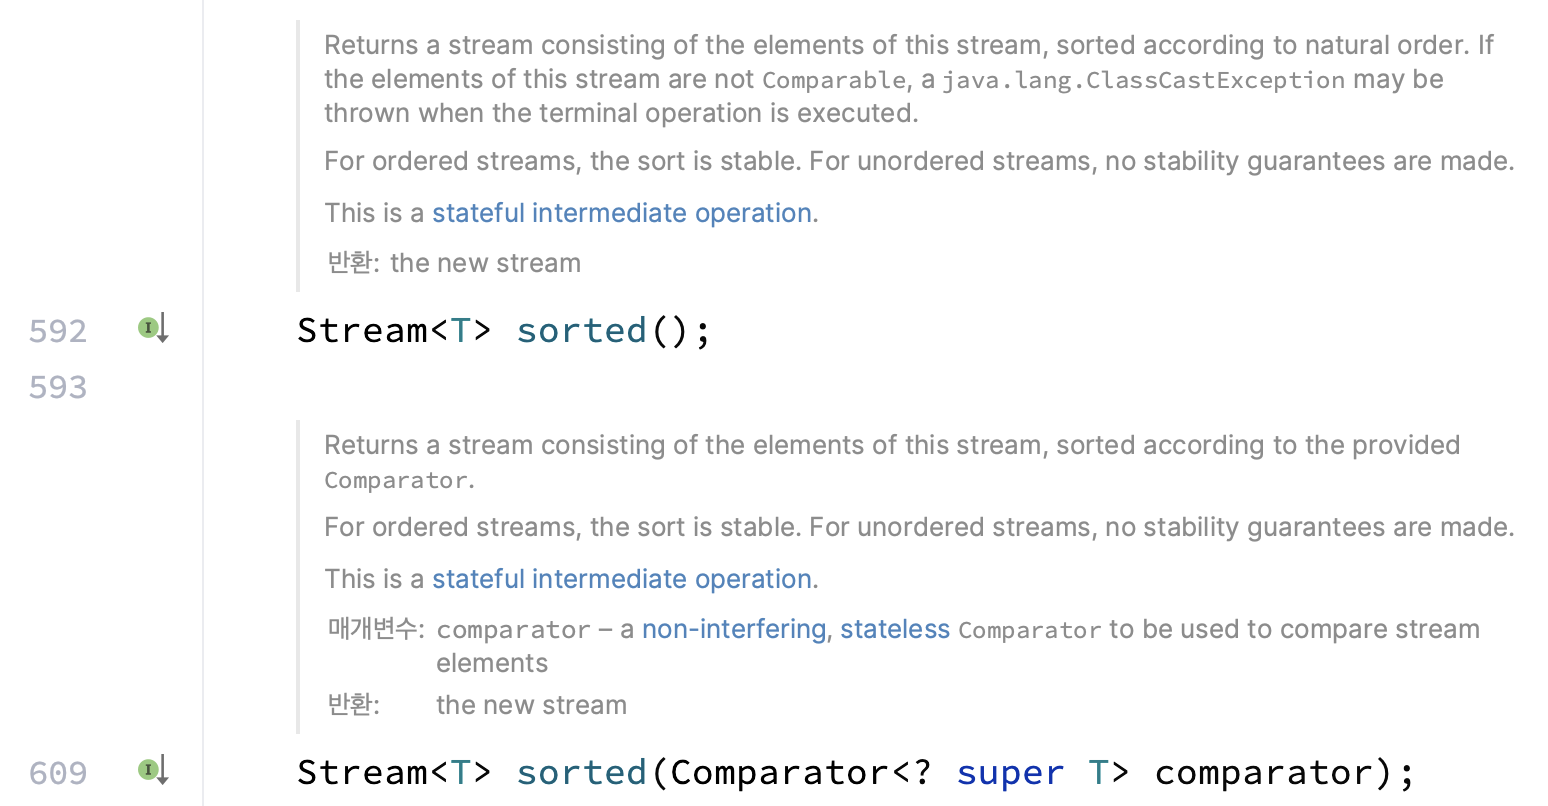 Returns a stream consisting of the elements of this stream, sorted according to natural order. If
the elements of this stream are not Comparable, a java.lang.ClassCastException may be
thrown when the terminal operation is executed.
For ordered streams, the sort is stable. For unordered streams, no stability guarantees are made.
This is a stateful intermediate operation.
반환: the new stream
592 Stream<T> sorted();
593
Returns a stream consisting of the elements of this stream, sorted according to the provided
Comparator.
For ordered streams, the sort is stable. For unordered streams, no stability guarantees are made.
This is a stateful intermediate operation.
매개변수: comparator – a non-interfering, stateless Comparator to be used to compare stream
elements
반환: the new stream
609 Stream<T> sorted(Comparator<? super T> comparator);